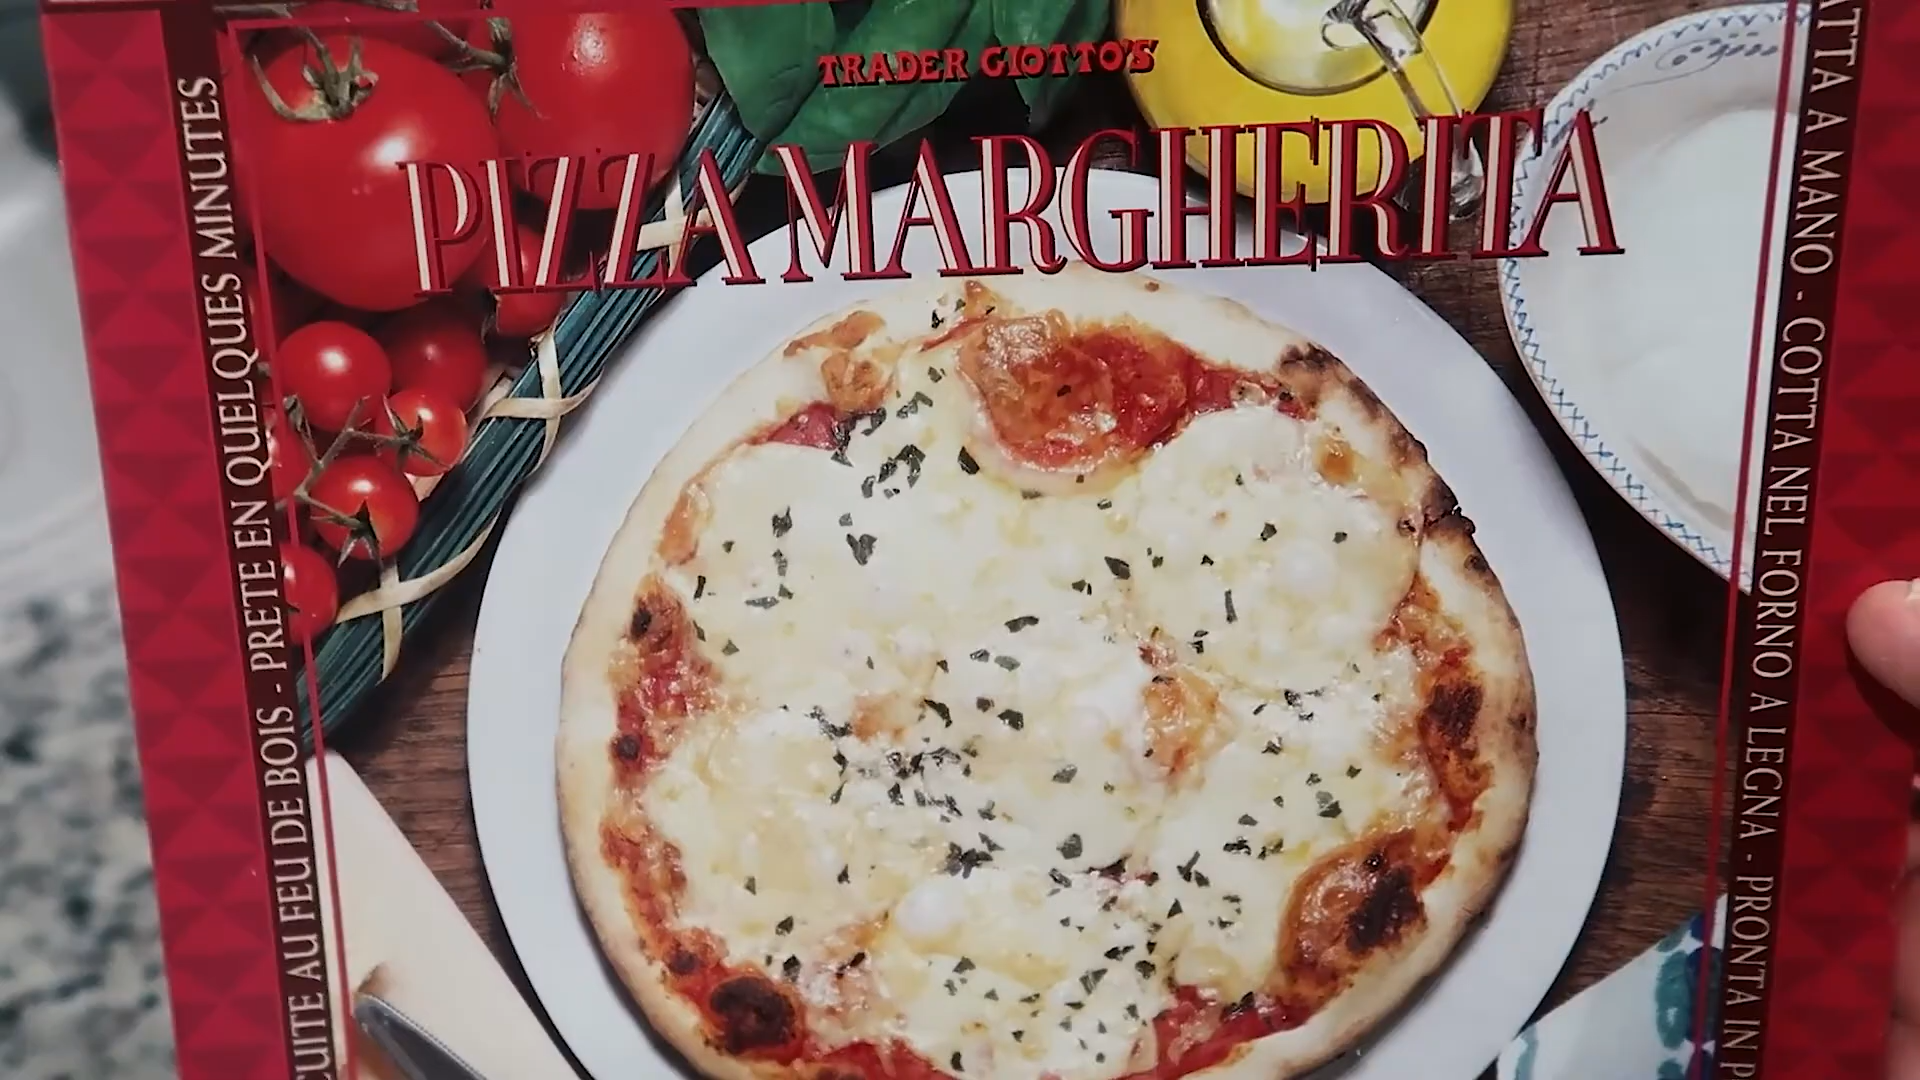 TRADER GIOTTO'S
PIZZA MARGHERITA
CUITE AU FEU DE BOIS - PRETE EN QUELQUES MINUTES
A MANO - COTTA NEL FORNO A LEGNA - PRONTA IN